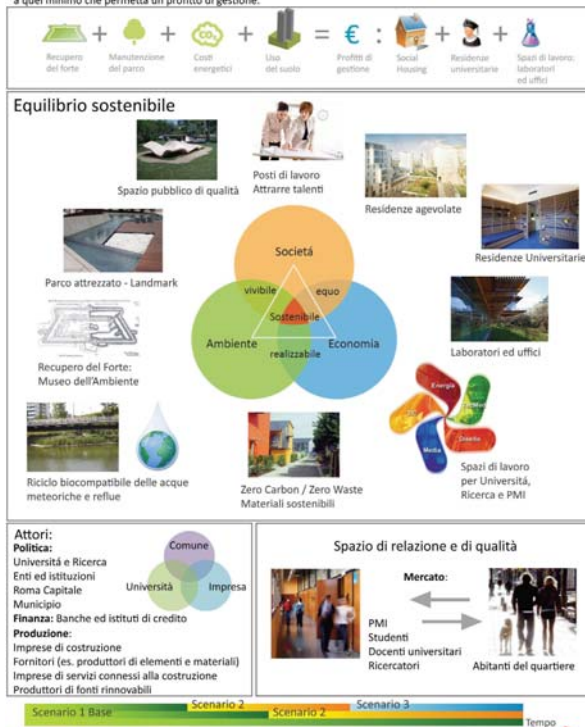 a quel minimo che permetta un profitto di gestione.
+ + + = € : + +
Recupero
del forte
Manutenzione
del parco
CO₂
Costi
energetici
Uso
del suolo
Profitti di
gestione
Social
Housing
Residenze
universitarie
Spazi di lavoro:
laboratori
ed uffici
Equilibrio sostenibile
Spazio pubblico di qualità
Posti di lavoro
Attrarre talenti
Residenze agevolate
Residenze Universitarie
Parco attrezzato - Landmark
Societá
vivibile
equo
Sostenibile
Ambiente
Economia
realizzabile
Laboratori ed uffici
Recupero del Forte:
Museo dell'Ambiente
Energia
Media
Spazi di lavoro
per Universitá,
Ricerca e PMI
Riciclo biocompatibile delle acque
meteoriche e reflue
Zero Carbon / Zero Waste
Materiali sostenibili
Attori:
Politica:
Universitá e Ricerca
Enti ed istituzioni
Roma Capitale
Municipio
Finanza: Banche ed istituti di credito
Produzione:
Imprese di costruzione
Fornitori (es. produttori di elementi e materiali)
Imprese di servizi connessi alla costruzione
Produttori di fonti rinnovabili
Comune
Università
Impresa
Spazio di relazione e di qualità
Mercato:
PMI
Studenti
Docenti universitari
Ricercatori
Abitanti del quartiere
Scenario 1 Base
Scenario 2
Scenario 2
Scenario 3
Tempo